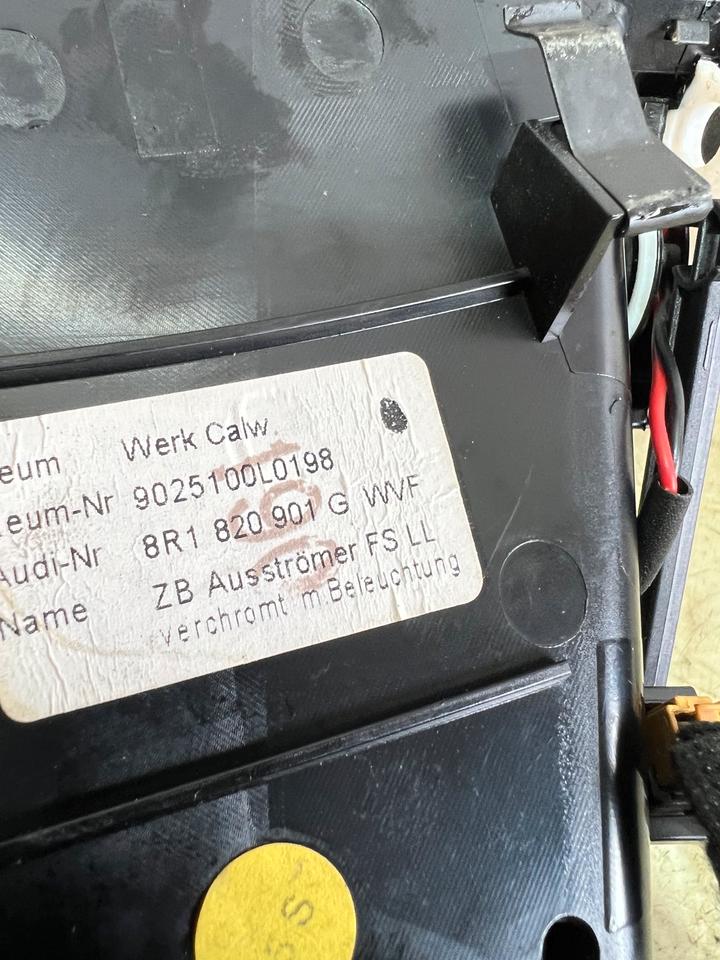 eum Werk Calw
eum-Nr 9025100L0198
Audi-Nr 8R1 820 901 G WVF
Name ZB Ausströmer FS LL
verchromt m.Beleuchtung